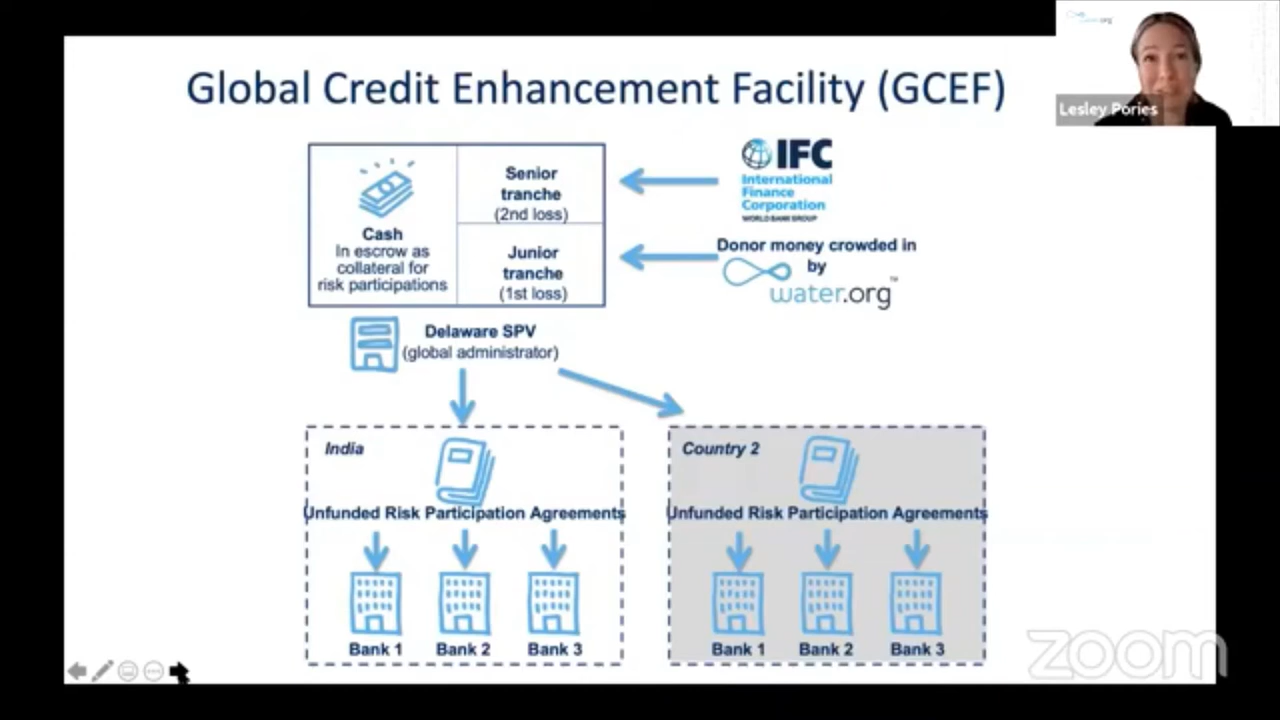 Global Credit Enhancement Facility (GCEF)
water.org
Lesley Pories
Cash
In escrow as
collateral for
risk participations
Senior
tranche
(2nd loss)
Junior
tranche
(1st loss)
IFC
International
Finance
Corporation
WORLD BANK GROUP
Donor money crowded in
by
water.org™
Delaware SPV
(global administrator)
India
Unfunded Risk Participation Agreements
Bank 1
Bank 2
Bank 3
Country 2
Unfunded Risk Participation Agreements
Bank 1
Bank 2
Bank 3
zoom